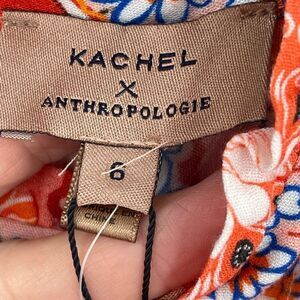 KACHEL
X
ANTHROPOLOGIE
6